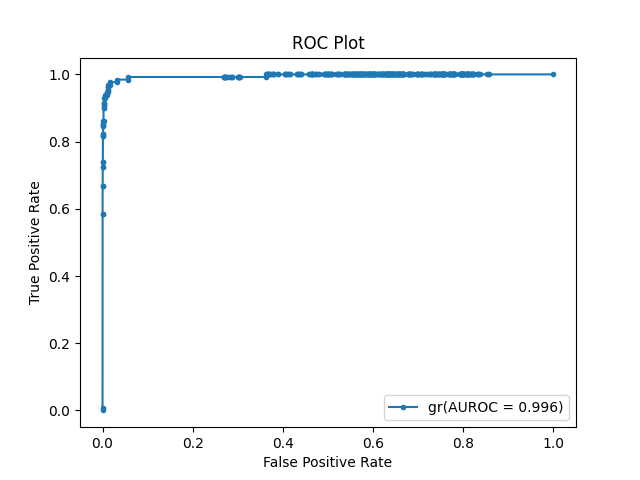 ROC Plot
1.0
0.8
0.6
0.4
0.2
0.0
True Positive Rate
gr(AUROC = 0.996)
0.0 0.2 0.4 0.6 0.8 1.0
False Positive Rate